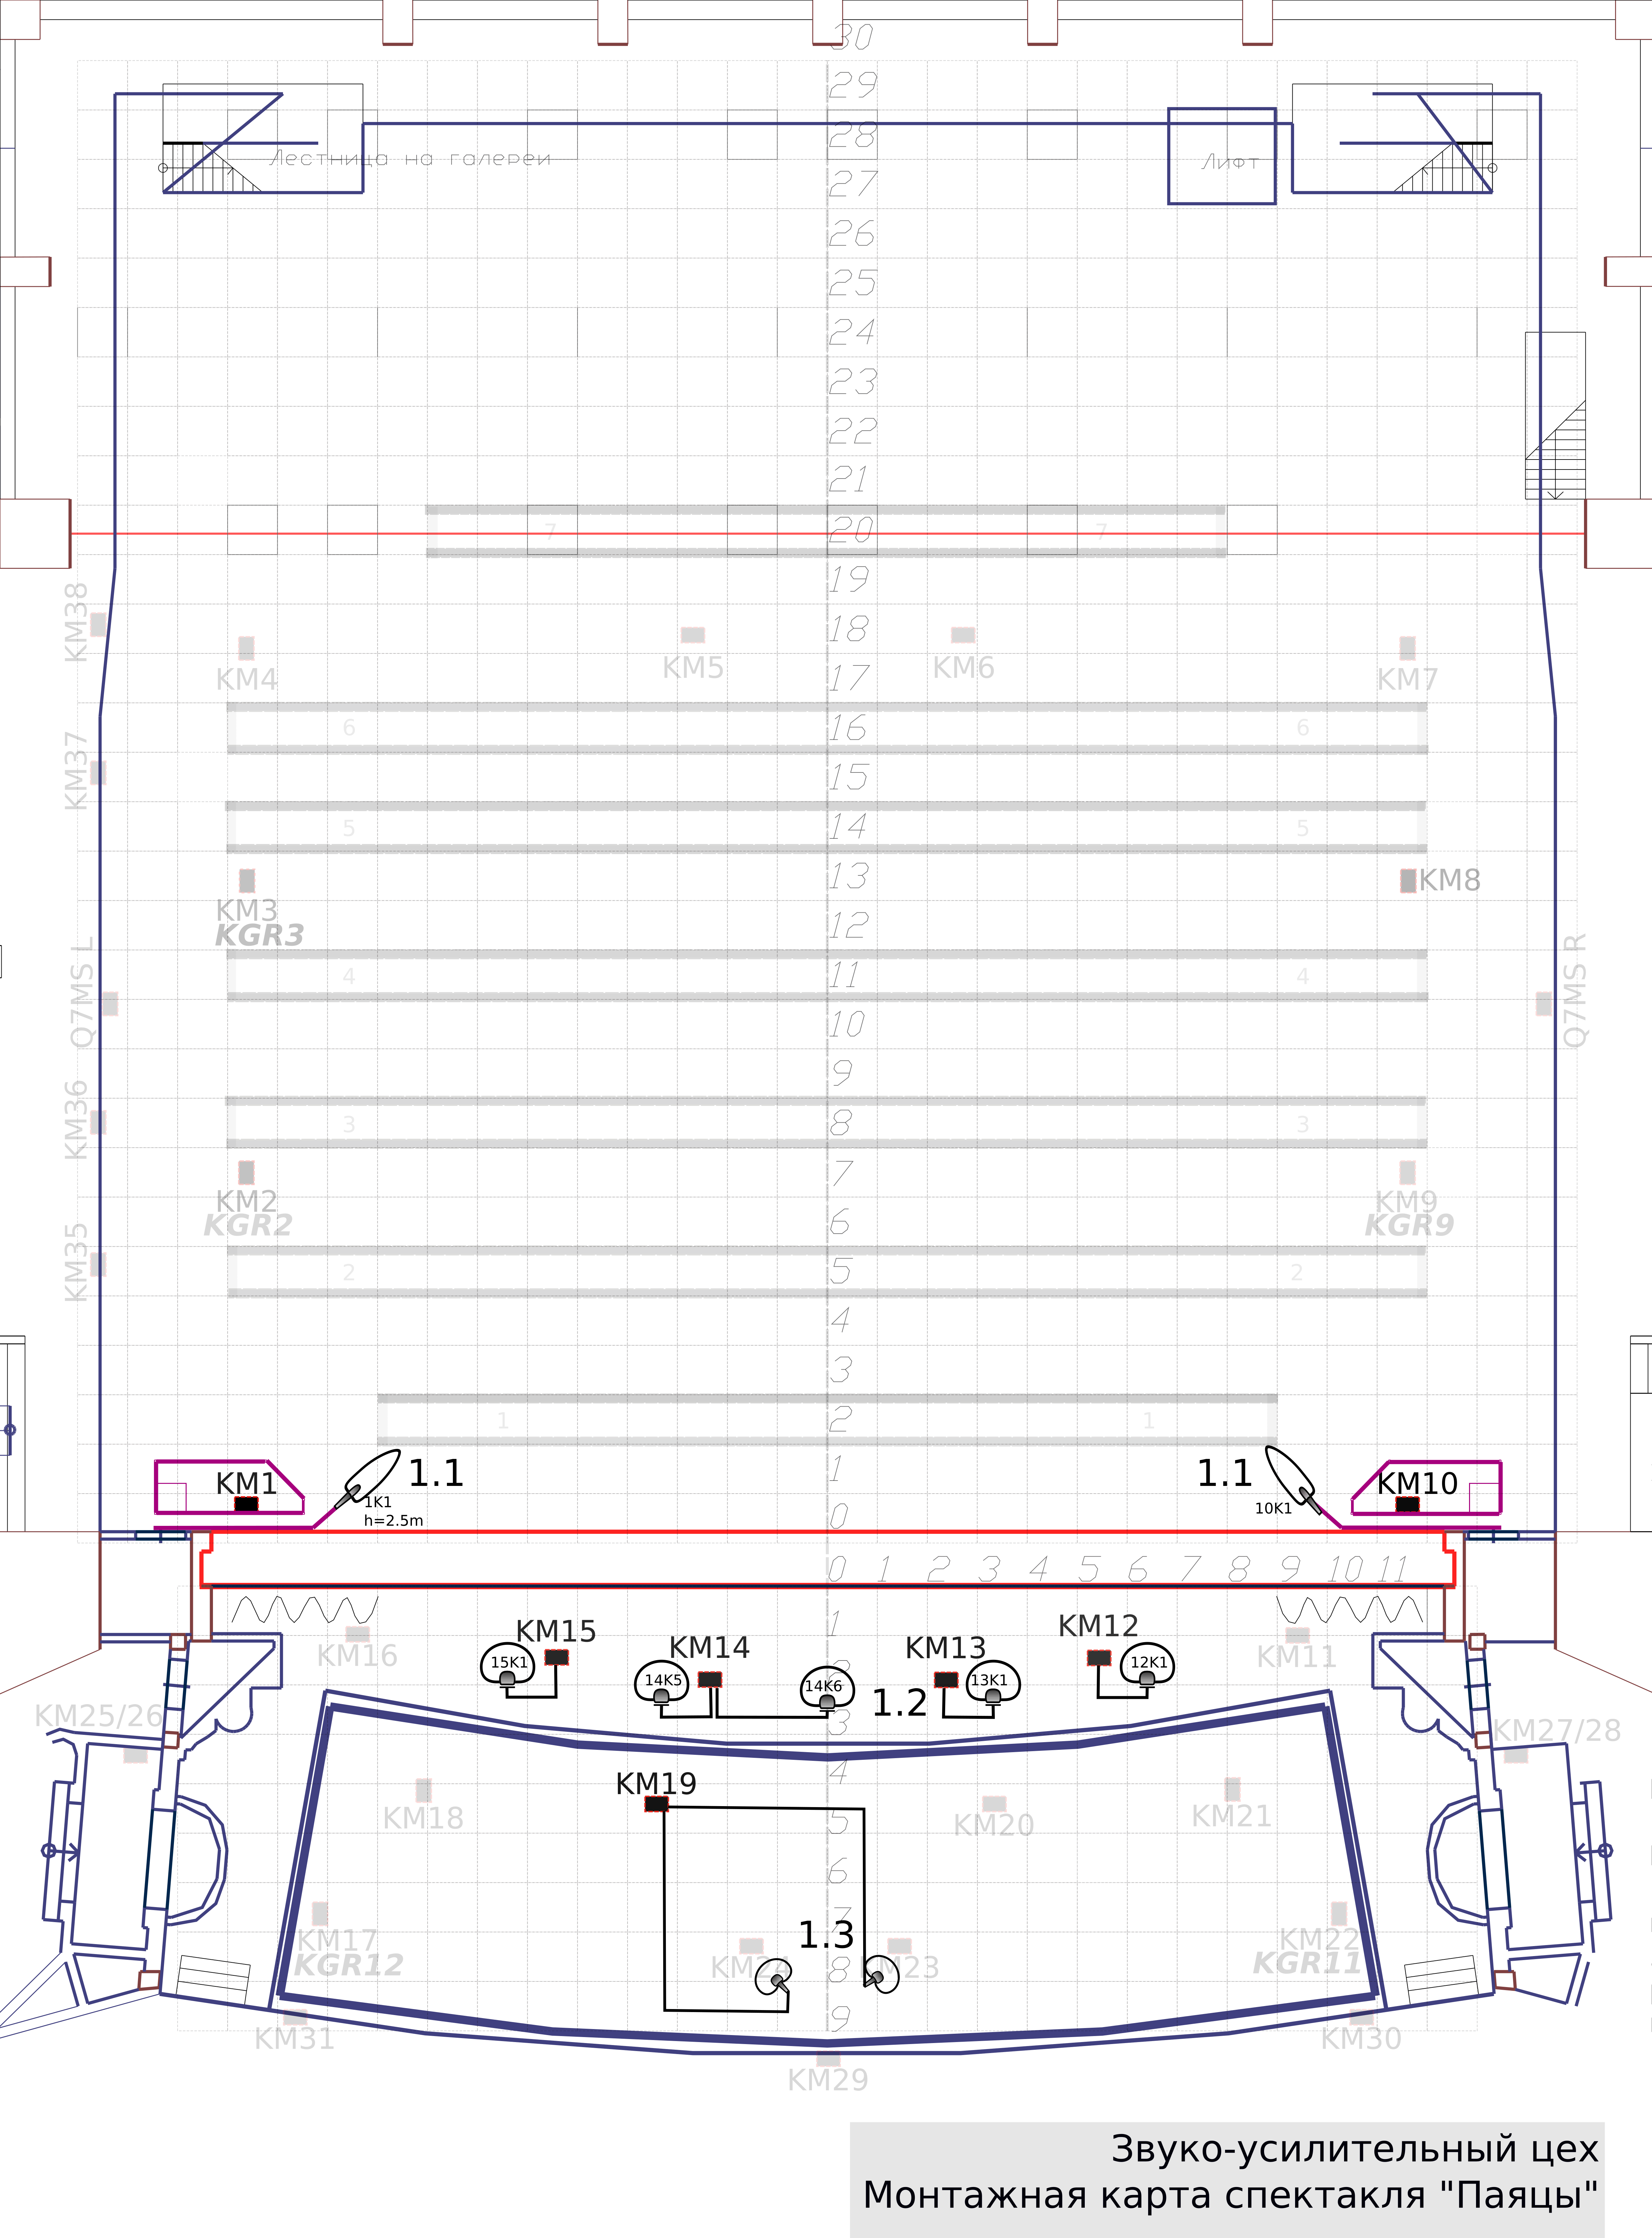 30
29
28
Лестница на галереи
Лифт
27
26
25
24
23
22
21
7 20 7
19
KM38
18
KM4 KM5 KM6 KM7
17
6 16 6
KM37
15
5 14 5
13
KM3 KM8
KGR3
12
4 11 4
Q7MS L Q7MS R
10
9
KM36
3 8 3
7
KM2 KM9
KGR2 KGR9
6
KM35
2 5 2
4
3
1 2 1
KM1 1.1 1 1.1 KM10
1K1 10K1
h=2.5m
0
0 1 2 3 4 5 6 7 8 9 10 11
1
KM16 KM15 KM14 KM13 KM12 KM11
15K1 14K5 14K6 13K1 12K1
2
1.2
3
KM25/26 KM27/28
4
KM19
KM18 5 KM20 KM21
6
7
1.3
KM17 KM22
KGR12 KGR11
KM24 8 KM23
9
KM31 KM30
KM29
Звуко-усилительный цех
Монтажная карта спектакля "Паяцы"